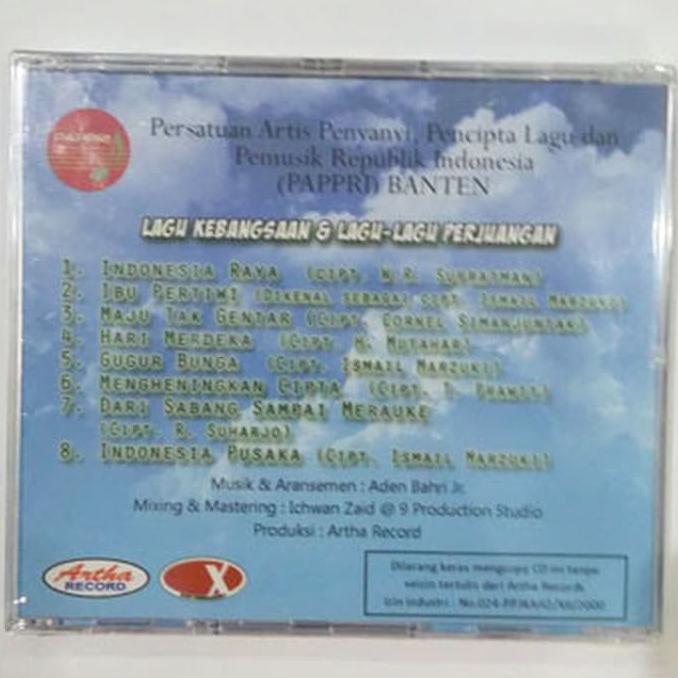 Persatuan Artis Penyanyi, Pencipta Lagu dan
Pemusik Republik Indonesia
(PAPPRI) BANTEN
LAGU KEBANGSAAN & LAGU-LAGU PERJUANGAN
1. INDONESIA RAYA (CIPT. W.R. SUPRATMAN)
2. IBU PERTIWI (DIKENAL SEBAGAI CIPT. ISMAIL MARZUKI)
3. MAJU TAK GENTAR (CIPT. CORNEL SIMANJUNTAK)
4. HARI MERDEKA (CIPT. H. MUTAHAR)
5. GUGUR BUNGA (CIPT. ISMAIL MARZUKI)
6. MENGHENINGKAN CIPTA (CIPT. T. PRAWIT)
7. DARI SABANG SAMPAI MERAUKE
(CIPT. R. SUHARJO)
8. INDONESIA PUSAKA (CIPT. ISMAIL MARZUKI)
Musik & Aransemen : Aden Bahri Jr.
Mixing & Mastering : Ichwan Zaid @ 9 Production Studio
Produksi : Artha Record
Artha
RECORD
X
Dilarang keras mengcopy CD ini tanpa
seizin tertulis dari Artha Records
Izin Industri : No.024